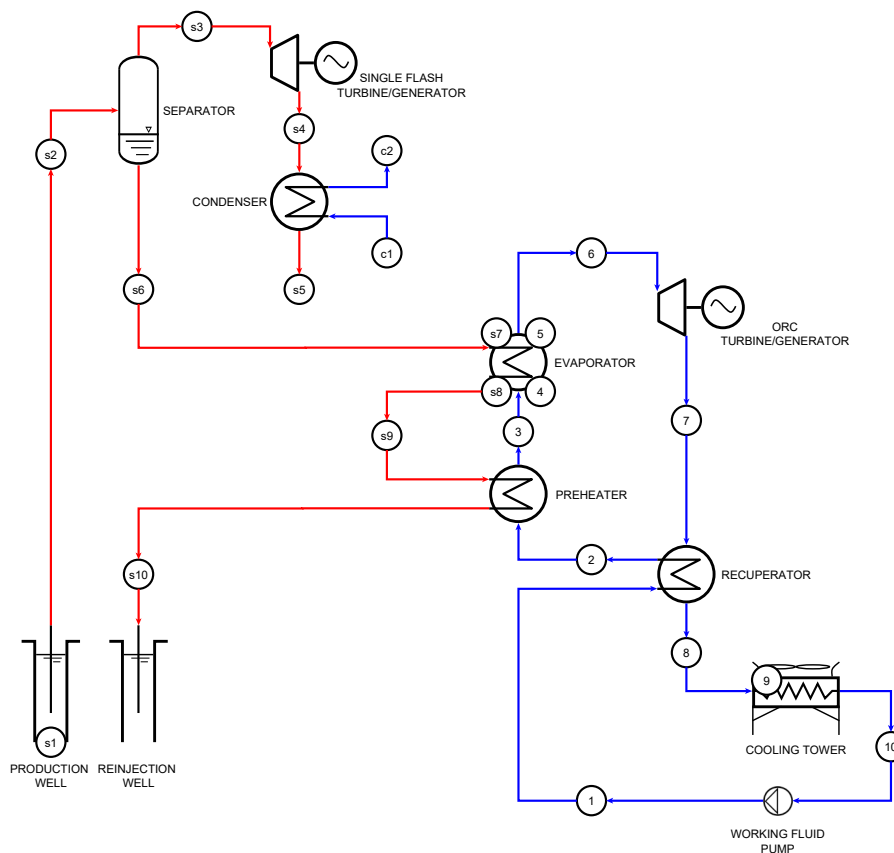 s3
SINGLE FLASH
TURBINE/GENERATOR
SEPARATOR
s4
s2
c2
CONDENSER
c1
s6
s5
6
ORC
TURBINE/GENERATOR
s7
5
EVAPORATOR
s8
4
7
3
s9
PREHEATER
2
RECUPERATOR
s10
8
9
s1
10
COOLING TOWER
PRODUCTION
WELL
REINJECTION
WELL
1
WORKING FLUID
PUMP